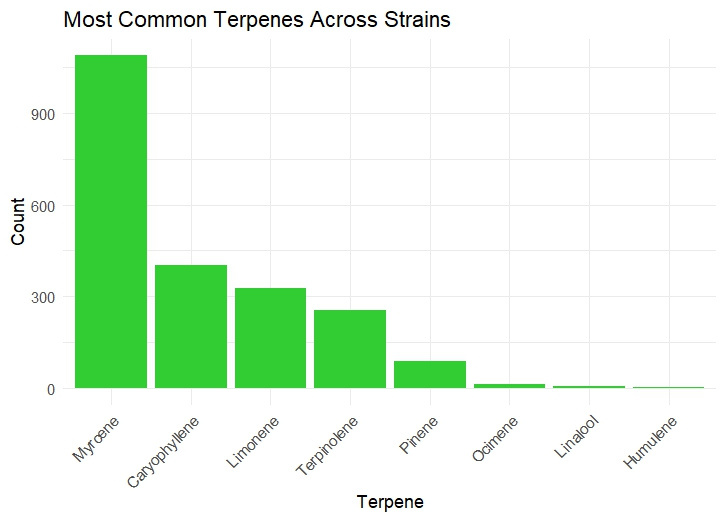 Most Common Terpenes Across Strains
Count
900
600
300
0
Myrcene
Caryophyllene
Limonene
Terpinolene
Pinene
Ocimene
Linalool
Humulene
Terpene